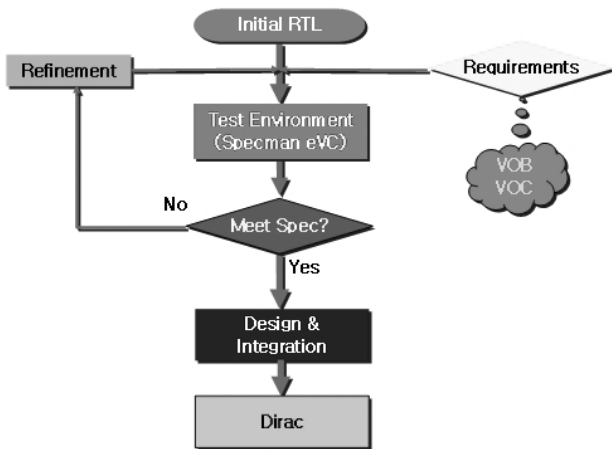 Initial RTL
Refinement
Requirements
Test Environment
(Specman eVC)
VOB
VOC
No
Meet Spec?
Yes
Design &
Integration
Dirac